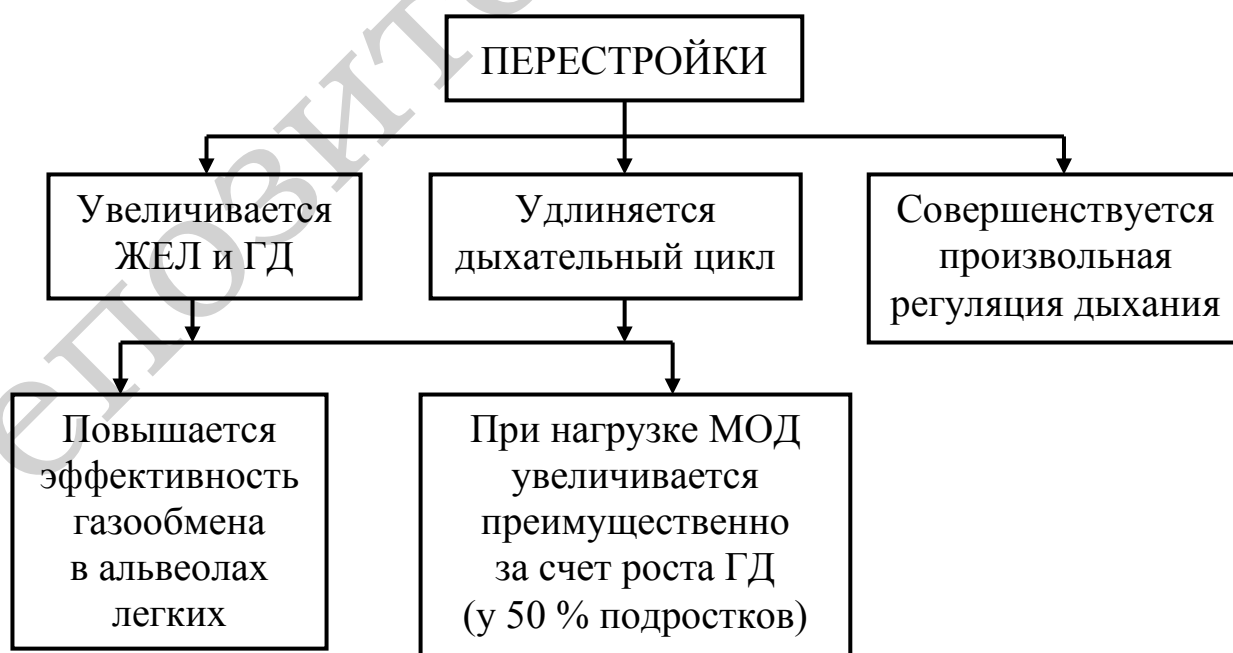 ПЕРЕСТРОЙКИ
Увеличивается
ЖЕЛ и ГД
Удлиняется
дыхательный цикл
Совершенствуется
произвольная
регуляция дыхания
Повышается
эффективность
газообмена
в альвеолах
легких
При нагрузке МОД
увеличивается
преимущественно
за счет роста ГД
(у 50 % подростков)
епозит